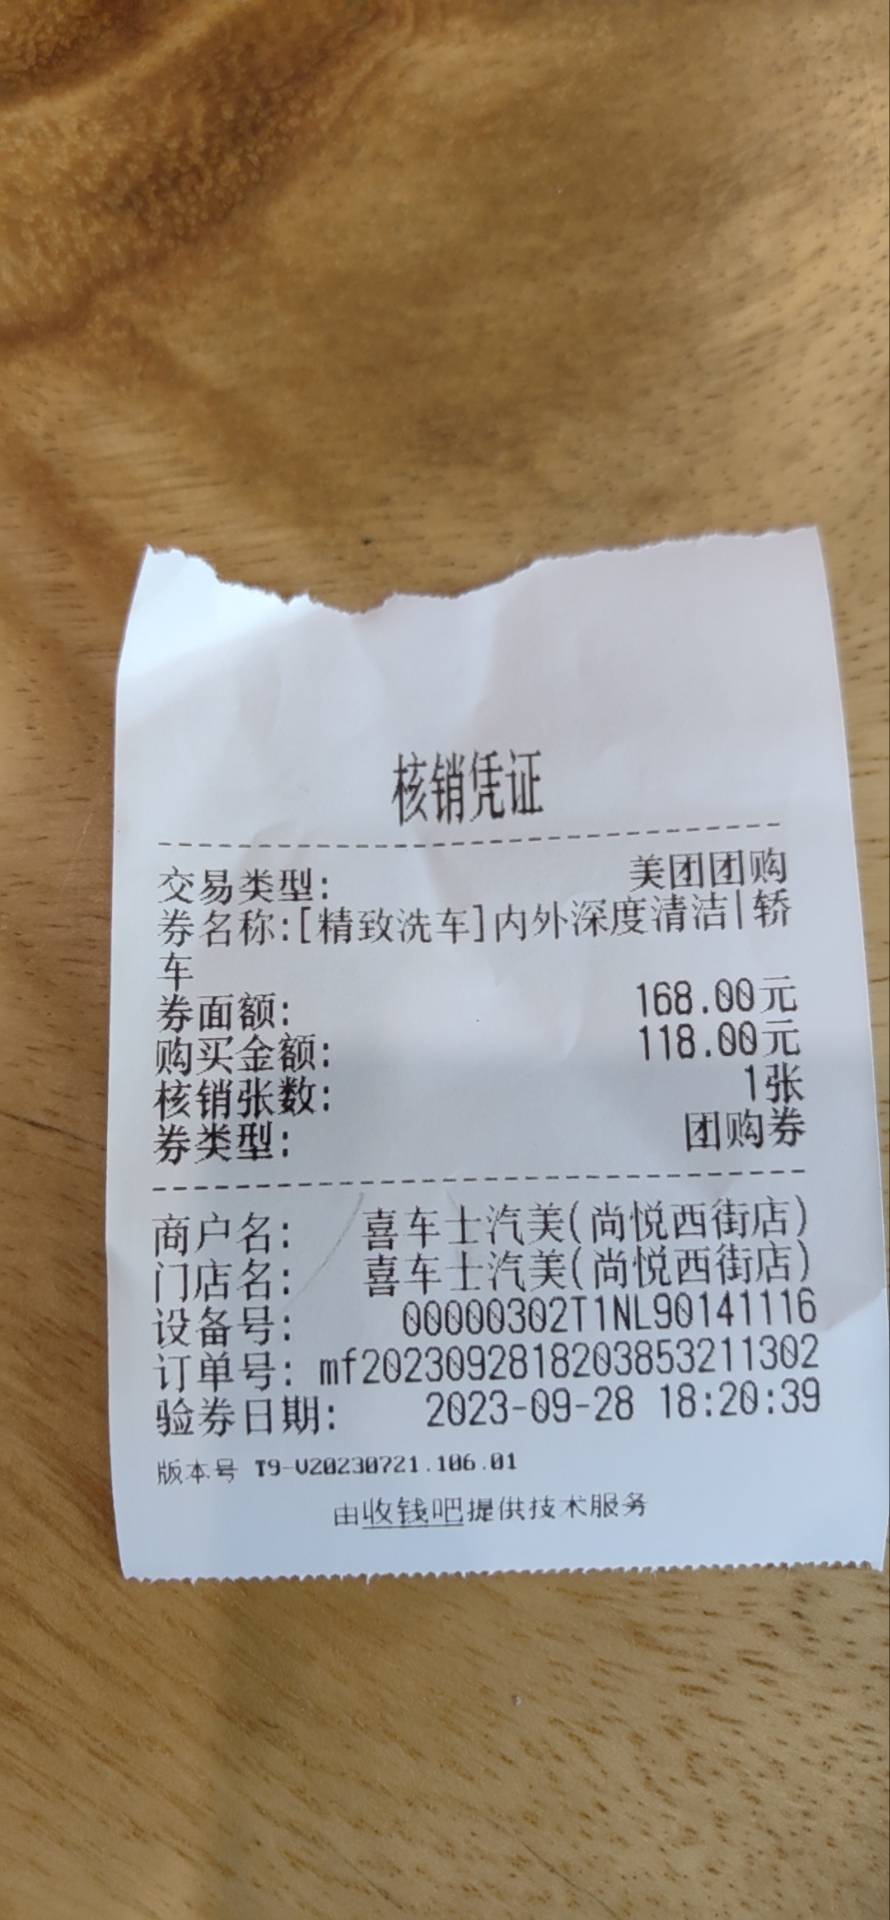 核销凭证
交易类型: 美团团购
券名称:[精致洗车]内外深度清洁|轿
车
券面额: 168.00元
购买金额: 118.00元
核销张数: 1张
券类型: 团购券
商户名: 喜车士汽美(尚悦西街店)
门店名: 喜车士汽美(尚悦西街店)
设备号: 00000302T1NL90141116
订单号: mf2023092818203853211302
验券日期: 2023-09-28 18:20:39
版本号 T9-V20230721.106.01
由收钱吧提供技术服务